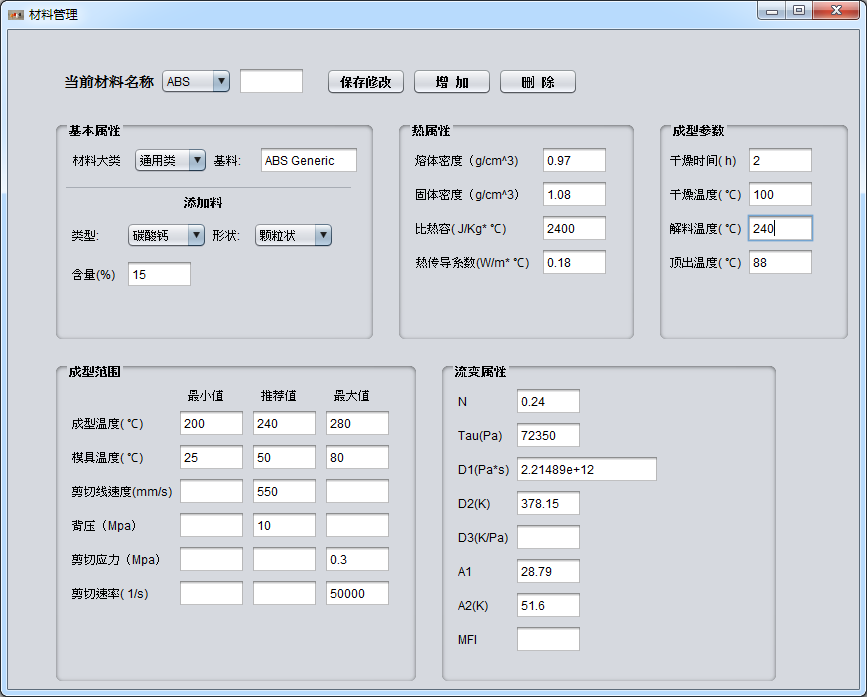 材料管理
当前材料名称 ABS 保存修改 增 加 删 除
基本属性
材料大类 通用类 基料: ABS Generic
添加料
类型: 碳酸钙 形状: 颗粒状
含量(%) 15
热属性
熔体密度（g/cm^3) 0.97
固体密度（g/cm^3） 1.08
比热容( J/Kg* ℃) 2400
热传导系数(W/m* ℃) 0.18
成型参数
干燥时间( h) 2
干燥温度( ℃) 100
解料温度( ℃) 240
顶出温度( ℃) 88
成型范围
最小值 推荐值 最大值
成型温度( ℃) 200 240 280
模具温度( ℃) 25 50 80
剪切线速度(mm/s) 550
背压（Mpa） 10
剪切应力（Mpa） 0.3
剪切速率( 1/s) 50000
流变属性
N 0.24
Tau(Pa) 72350
D1(Pa*s) 2.21489e+12
D2(K) 378.15
D3(K/Pa)
A1 28.79
A2(K) 51.6
MFI